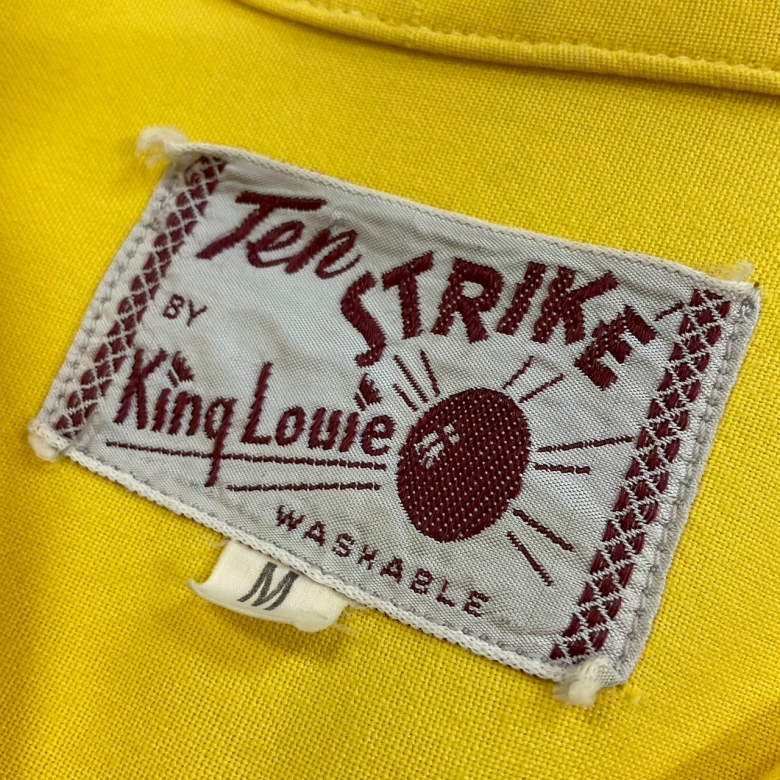 Ten STRIKE
BY
King Louie
WASHABLE
M